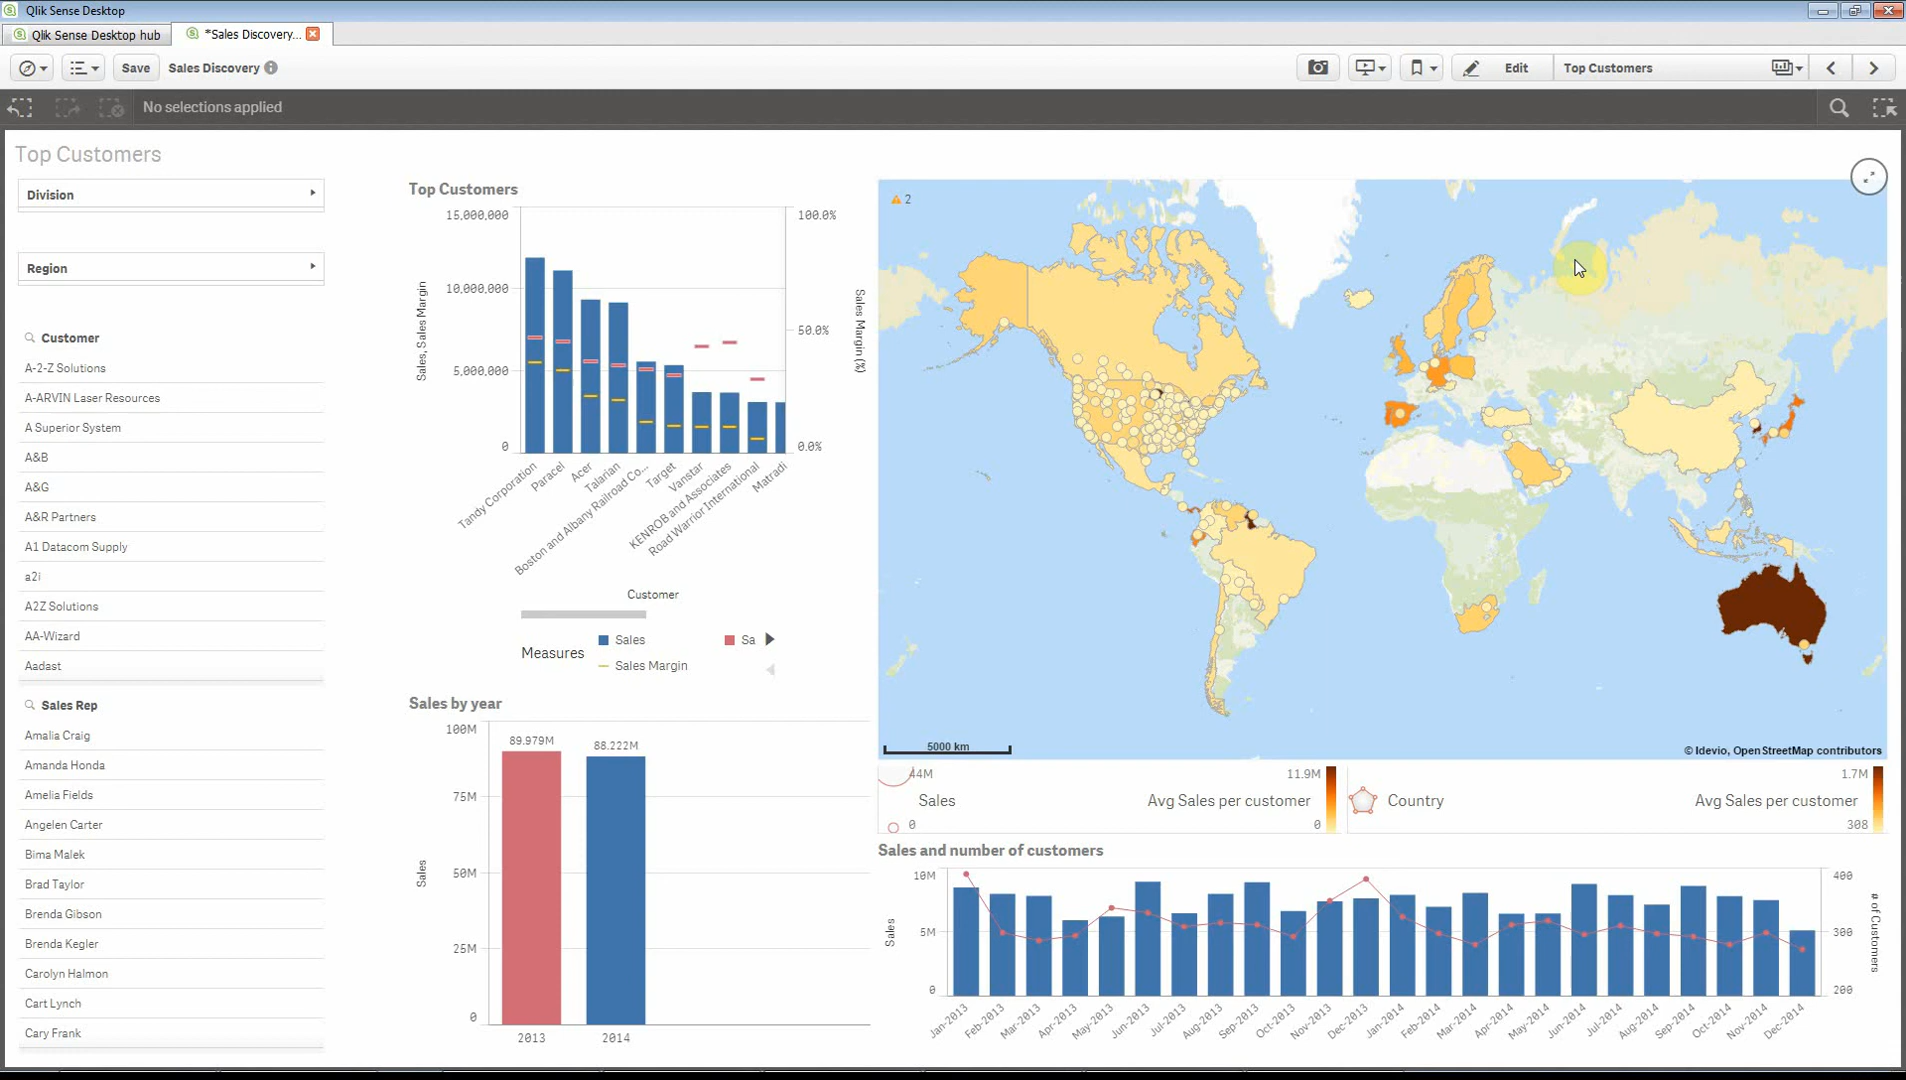 Qlik Sense Desktop
Qlik Sense Desktop hub
*Sales Discovery...
Save
Sales Discovery
Edit
Top Customers
No selections applied
Top Customers
Division
Region
Customer
A-2-Z Solutions
A-ARVIN Laser Resources
A Superior System
A&B
A&G
A&R Partners
A1 Datacom Supply
a2i
A2Z Solutions
AA-Wizard
Aadast
Sales Rep
Amalia Craig
Amanda Honda
Amelia Fields
Angelen Carter
Bima Malek
Brad Taylor
Brenda Gibson
Brenda Kegler
Carolyn Halmon
Cart Lynch
Cary Frank
Top Customers
15,000,000
10,000,000
5,000,000
0
Sales, Sales Margin
100.0%
50.0%
0.0%
Sales Margin (%)
Tandy Corporation
Paracel
Acer
Talarian
Boston and Albany Railroad Co...
Target
Vanstar
KENROB and Associates
Road Warrior International
Matradi
Customer
Measures
Sales
Sa
Sales Margin
Sales by year
100M
75M
50M
25M
0
Sales
89.979M
88.222M
2013
2014
2
5000 km
© Idevio, OpenStreetMap contributors
44M
Sales
0
11.9M
Avg Sales per customer
0
Country
1.7M
Avg Sales per customer
308
Sales and number of customers
10M
5M
0
Sales
400
300
200
# of Customers
Jan-2013
Feb-2013
Mar-2013
Apr-2013
May-2013
Jun-2013
Jul-2013
Aug-2013
Sep-2013
Oct-2013
Nov-2013
Dec-2013
Jan-2014
Feb-2014
Mar-2014
Apr-2014
May-2014
Jun-2014
Jul-2014
Aug-2014
Sep-2014
Oct-2014
Nov-2014
Dec-2014